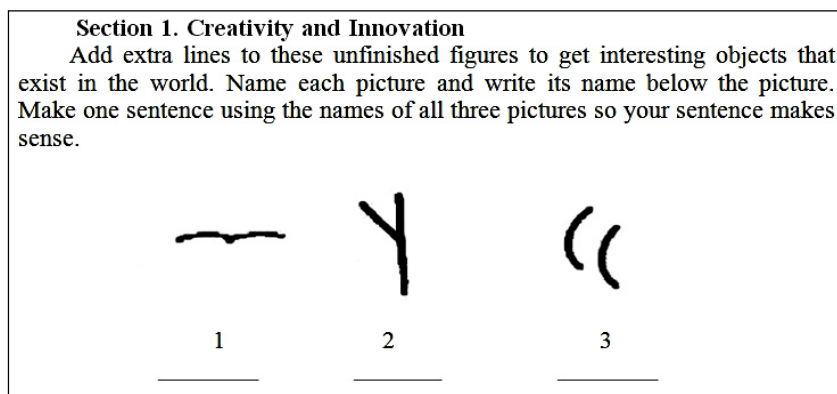 Section 1. Creativity and Innovation
Add extra lines to these unfinished figures to get interesting objects that
exist in the world. Name each picture and write its name below the picture.
Make one sentence using the names of all three pictures so your sentence makes
sense.
1 2 3